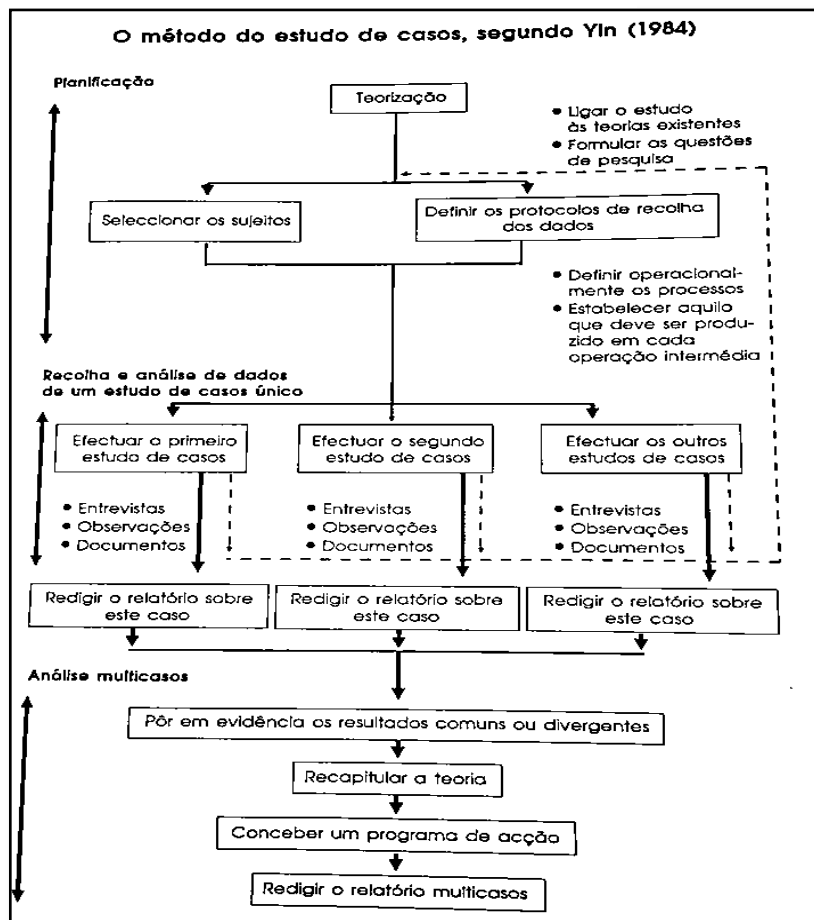 O método do estudo de casos, segundo Yin (1984)
Planificação
Teorização
• Ligar o estudo
às teorias existentes
• Formular as questões
de pesquisa
Seleccionar os sujeitos
Definir os protocolos de recolha
dos dados
• Definir operacional-
mente os processos
• Estabelecer aquilo
que deve ser produ-
zido em cada
operação intermédia
Recolha e análise de dados
de um estudo de casos único
Efectuar o primeiro
estudo de casos
Efectuar o segundo
estudo de casos
Efectuar os outros
estudos de casos
• Entrevistas
• Observações
• Documentos
• Entrevistas
• Observações
• Documentos
• Entrevistas
• Observações
• Documentos
Redigir o relatório sobre
este caso
Redigir o relatório sobre
este caso
Redigir o relatório sobre
este caso
Análise multicasos
Pôr em evidência os resultados comuns ou divergentes
Recapitular a teoria
Conceber um programa de acção
Redigir o relatório multicasos